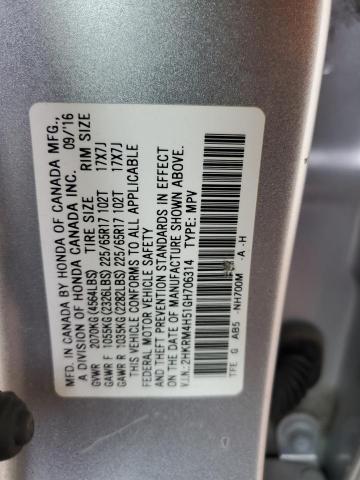 MFD. IN CANADA BY HONDA OF CANADA MFG.,
A DIVISION OF HONDA CANADA INC. 09/'16
GVWR 2070KG (4564LBS) TIRE SIZE RIM SIZE
GAWR F 1055KG (2326LBS) 225/65R17 102T 17X7J
GAWR R 1035KG (2282LBS) 225/65R17 102T 17X7J
THIS VEHICLE CONFORMS TO ALL APPLICABLE
FEDERAL MOTOR VEHICLE SAFETY
AND THEFT PREVENTION STANDARDS IN EFFECT
ON THE DATE OF MANUFACTURE SHOWN ABOVE.
V.I.N.: 2HKRM4H51GH706314 TYPE: MPV
TFE G AB5 -NH700M -A -H